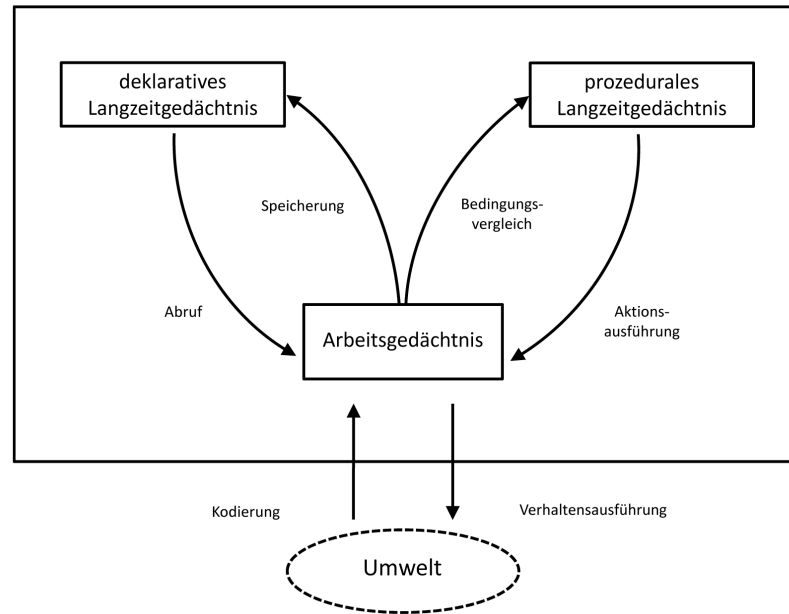 deklaratives
Langzeitgedächtnis
prozedurales
Langzeitgedächtnis
Speicherung
Bedingungs-
vergleich
Abruf
Aktions-
ausführung
Arbeitsgedächtnis
Kodierung
Verhaltensausführung
Umwelt